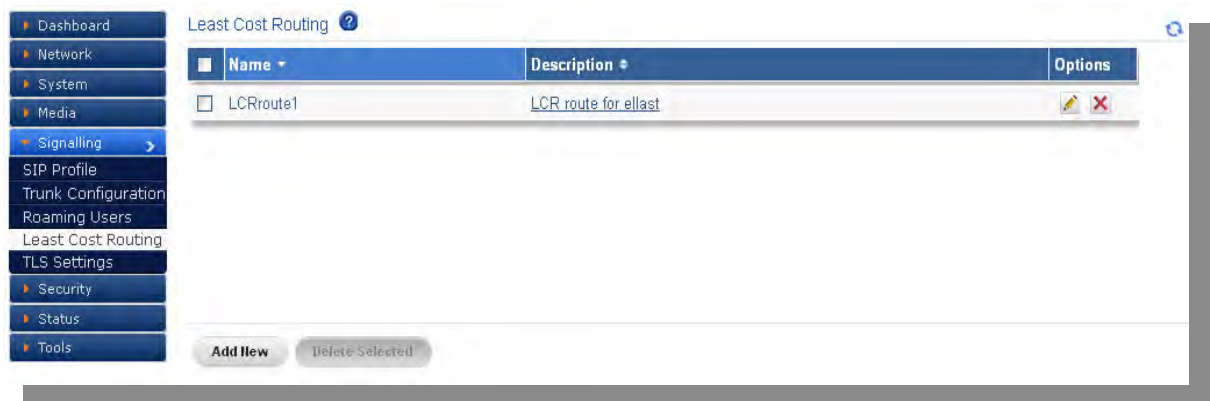 Dashboard
Network
System
Media
Signalling
SIP Profile
Trunk Configuration
Roaming Users
Least Cost Routing
TLS Settings
Security
Status
Tools
Least Cost Routing ?
Name Description Options
LCRroute1 LCR route for ellast
Add New Delete Selected